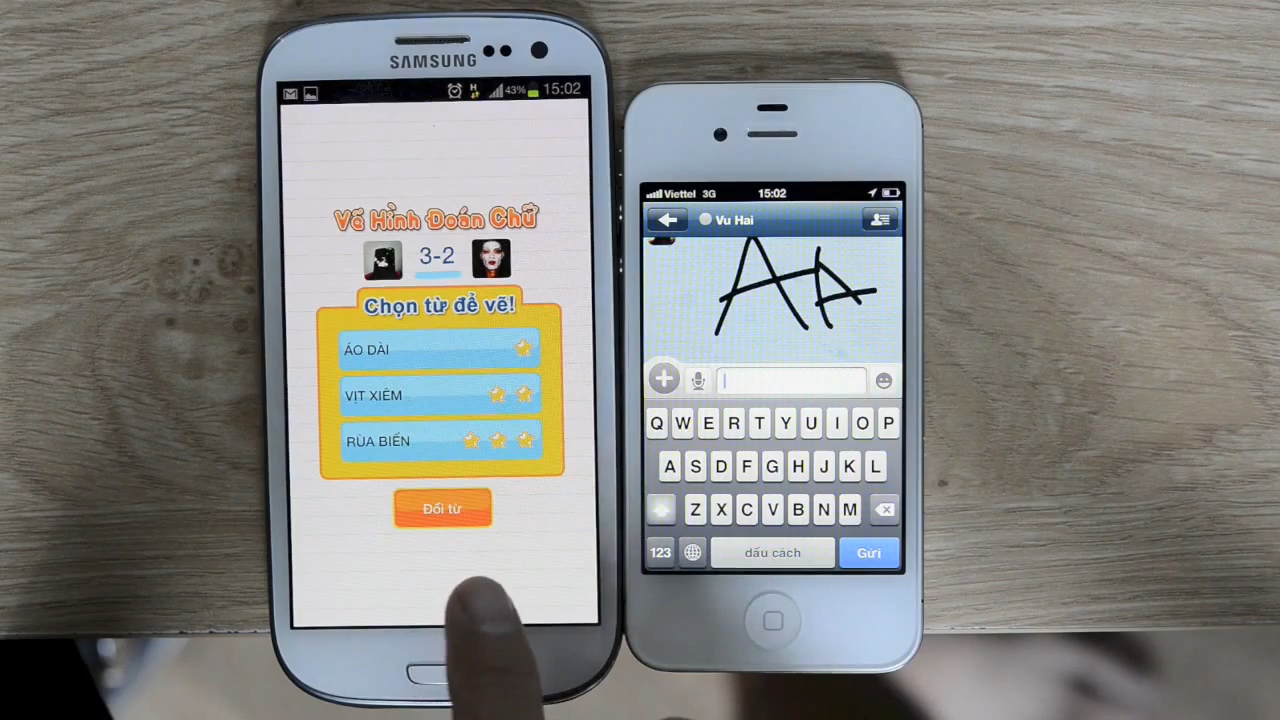 SAMSUNG
H 43% 15:02
Vẽ Hình Đoán Chữ
3-2
Chọn từ để vẽ!
ÁO DÀI
VỊT XIÊM
RÙA BIỂN
Đổi từ
Viettel 3G 15:02
Vu Hai
AA
Q W E R T Y U I O P
A S D F G H J K L
Z X C V B N M
123 dấu cách Gửi